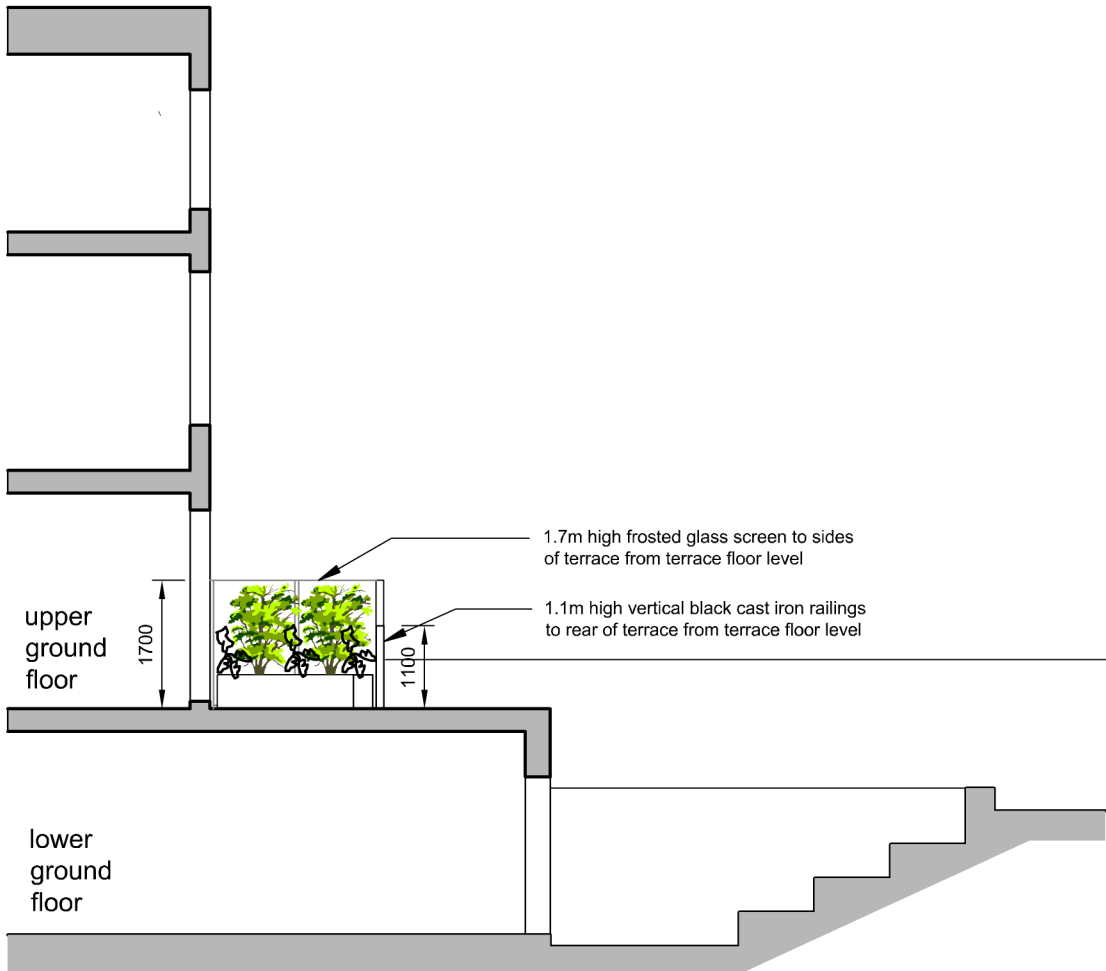 1.7m high frosted glass screen to sides
of terrace from terrace floor level
1.1m high vertical black cast iron railings
to rear of terrace from terrace floor level
upper
ground
floor
1700
1100
lower
ground
floor